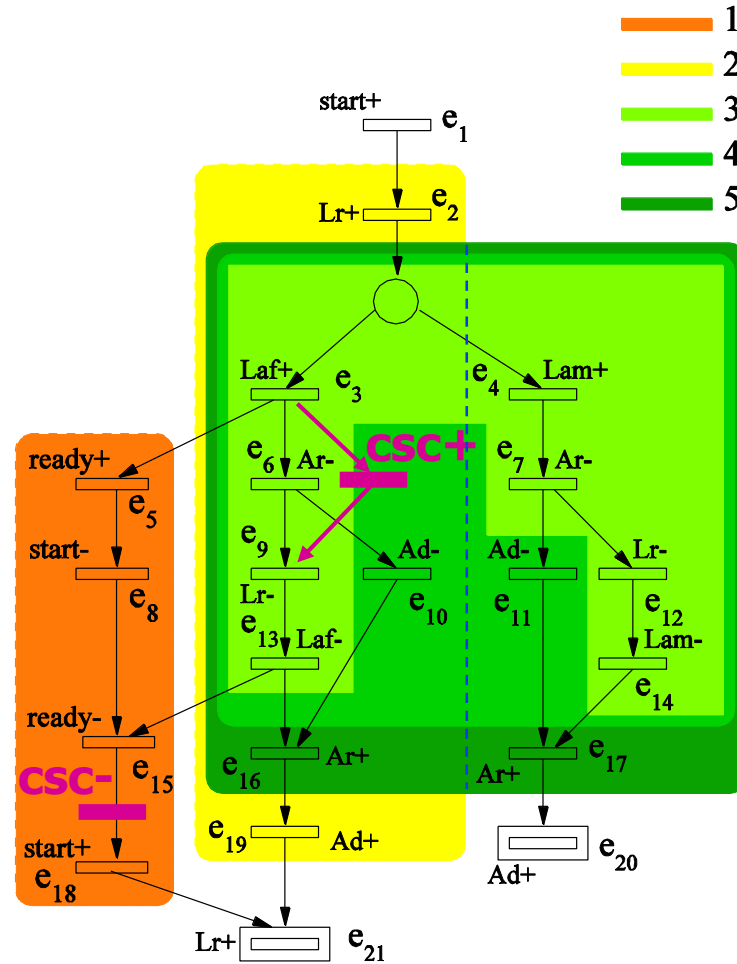 1
2
3
4
5
start+ e1
Lr+ e2
Laf+ e3
e4 Lam+
csc+
ready+ e5
e6 Ar-
e7 Ar-
start- e8
e9 Lr-
Ad- e10
Ad- e11
Lr- e12
e13 Laf-
Lam- e14
ready- e15
csc-
e16 Ar+
Ar+ e17
start+ e18
e19 Ad+
Ad+ e20
Lr+ e21